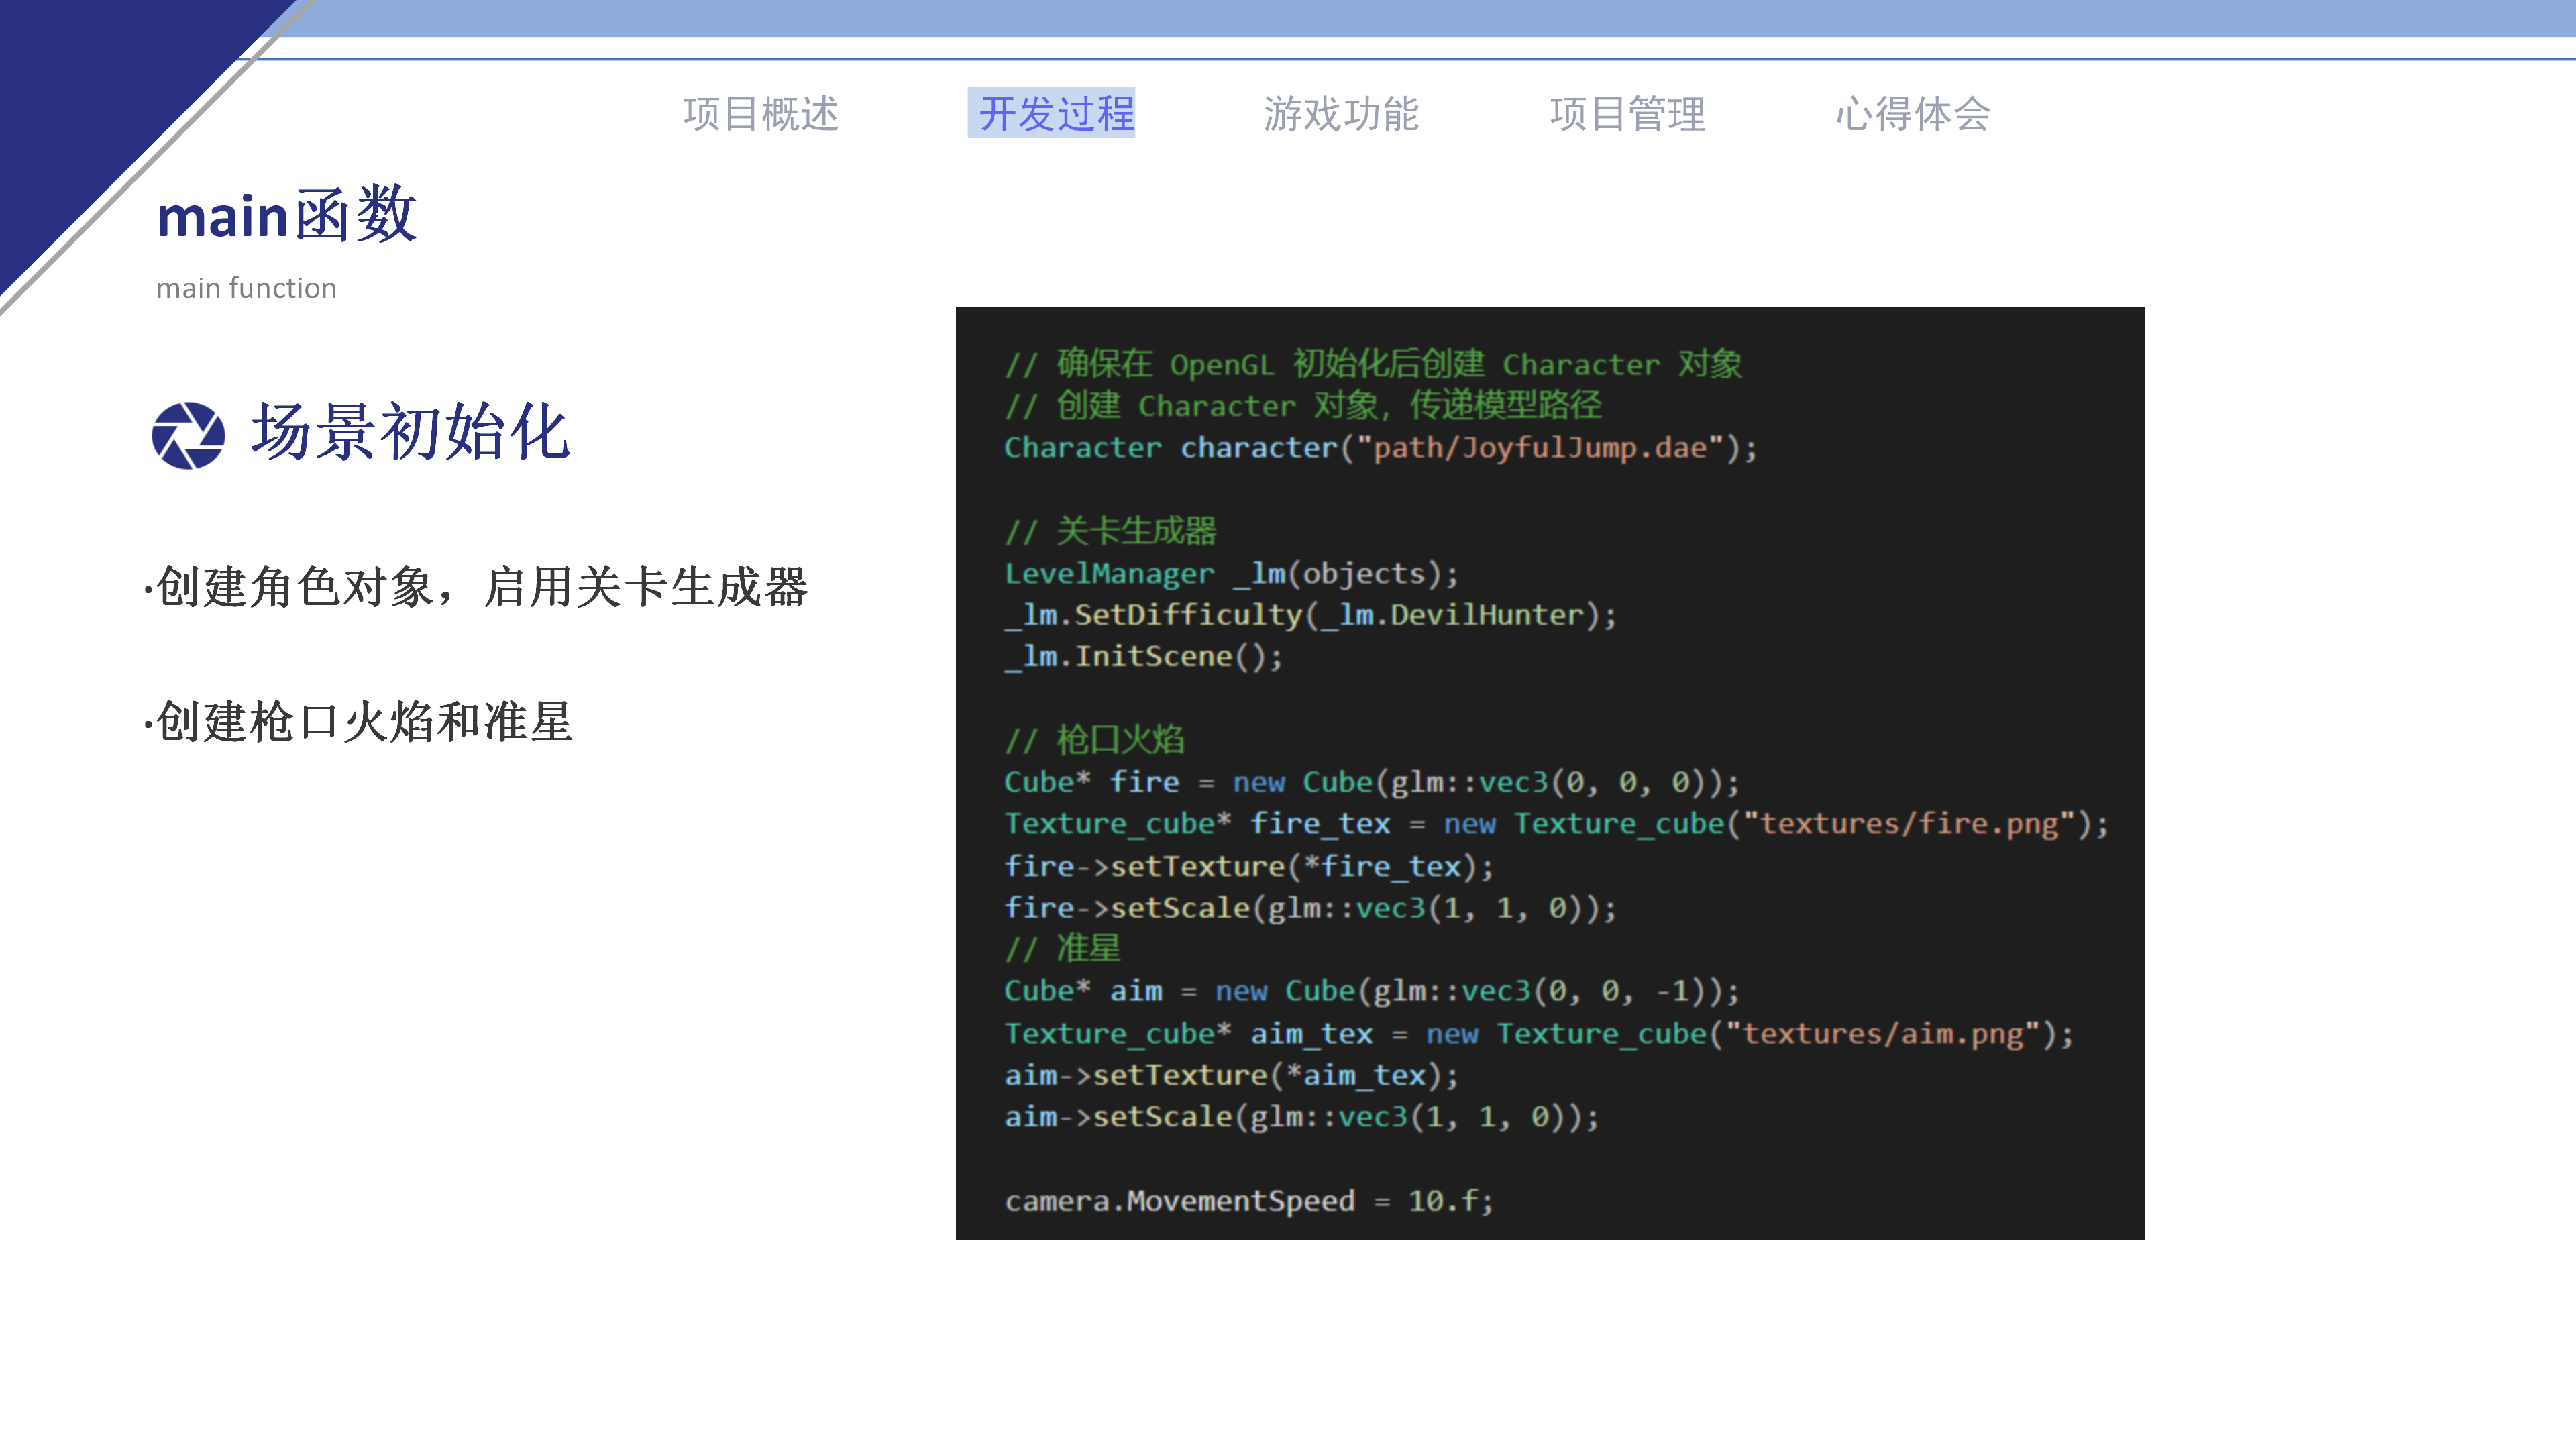 项目概述 开发过程 游戏功能 项目管理 心得体会
main函数
main function
场景初始化
·创建角色对象，启用关卡生成器
·创建枪口火焰和准星
// 确保在 OpenGL 初始化后创建 Character 对象
// 创建 Character 对象，传递模型路径
Character character("path/JoyfulJump.dae");
// 关卡生成器
LevelManager _lm(objects);
_lm.SetDifficulty(_lm.DevilHunter);
_lm.InitScene();
// 枪口火焰
Cube* fire = new Cube(glm::vec3(0, 0, 0));
Texture_cube* fire_tex = new Texture_cube("textures/fire.png");
fire->setTexture(*fire_tex);
fire->setScale(glm::vec3(1, 1, 0));
// 准星
Cube* aim = new Cube(glm::vec3(0, 0, -1));
Texture_cube* aim_tex = new Texture_cube("textures/aim.png");
aim->setTexture(*aim_tex);
aim->setScale(glm::vec3(1, 1, 0));
camera.MovementSpeed = 10.f;